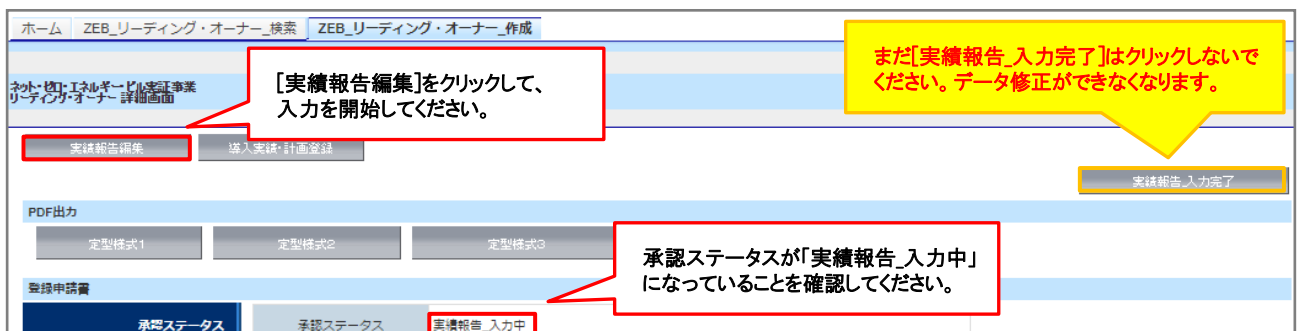 ホーム ZEB_リーディング・オーナー_検索 ZEB_リーディング・オーナー_作成
まだ[実績報告_入力完了]はクリックしないで
ください。データ修正ができなくなります。
[実績報告編集]をクリックして、
入力を開始してください。
ネット・ゼロ・エネルギー・ビル実証事業
リーディング・オーナー 詳細画面
実績報告編集 導入実績・計画登録
実績報告_入力完了
PDF出力
定型様式1 定型様式2 定型様式3
承認ステータスが「実績報告_入力中」
になっていることを確認してください。
登録申請書
承認ステータス 承認ステータス 実績報告_入力中